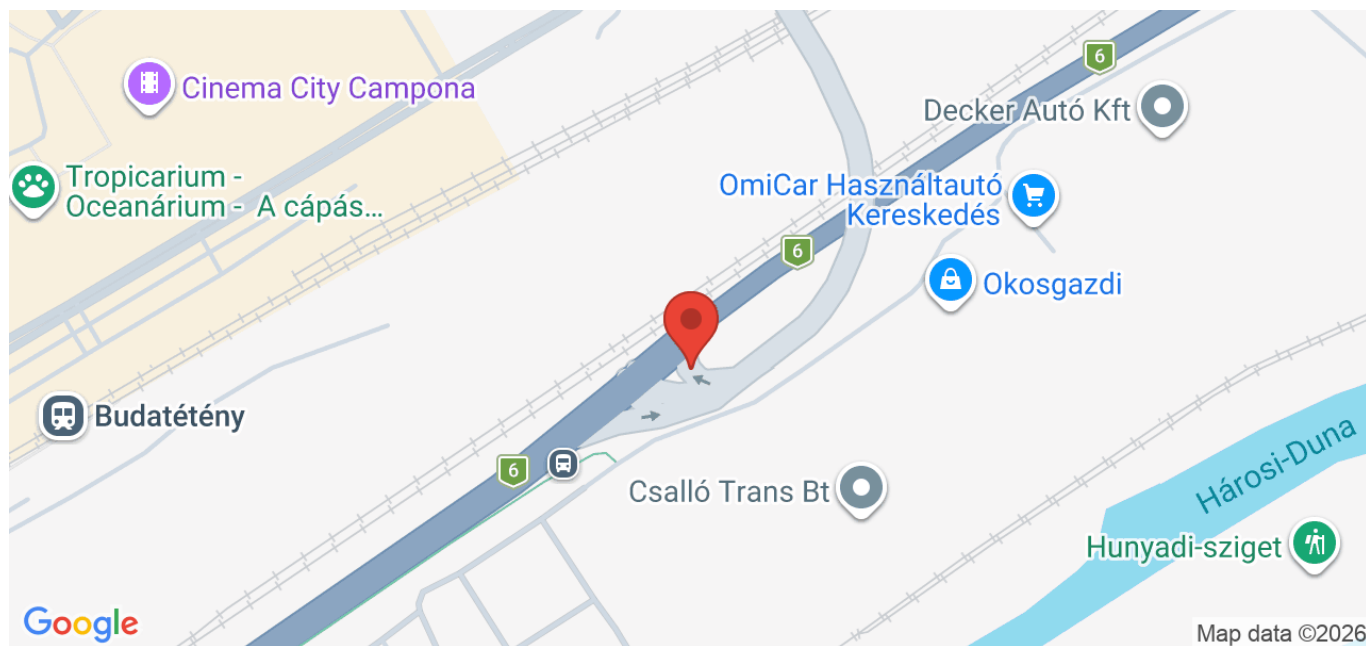 6
Cinema City Campona
Decker Autó Kft
Tropicarium -
Oceanárium - A cápás...
OmiCar Használtautó
Kereskedés
6
Okosgazdi
Budatétény
6
Csalló Trans Bt
Hárosi-Duna
Hunyadi-sziget
Google
Map data ©2026